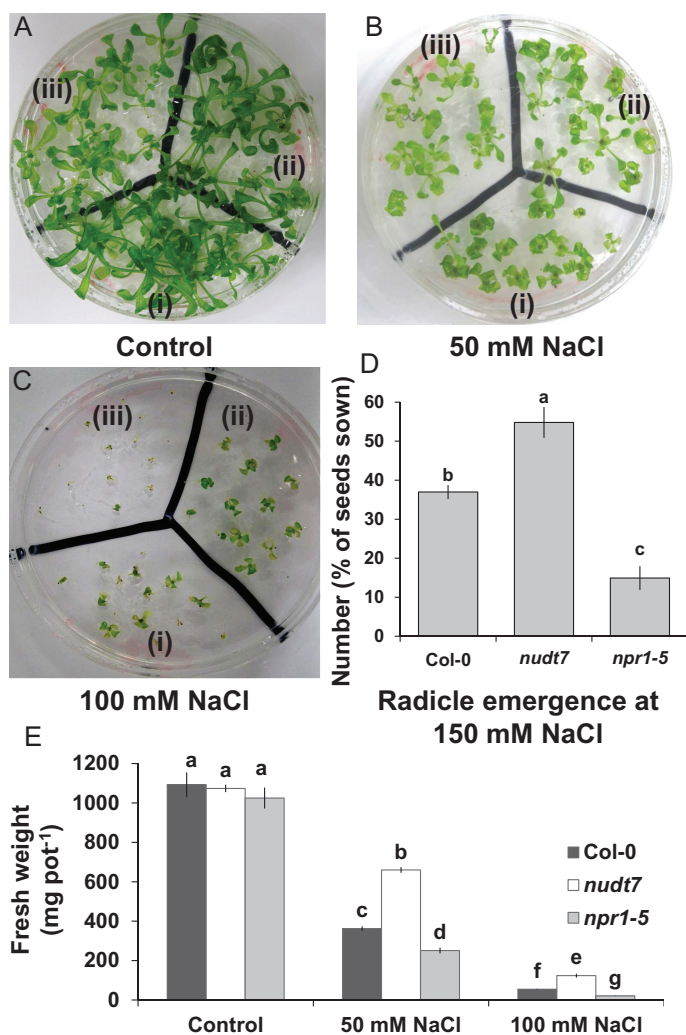 A
(iii)
(ii)
(i)
Control
B
(iii)
(ii)
(i)
50 mM NaCl
C
(iii)
(ii)
(i)
100 mM NaCl
D
Number (% of seeds sown)
60
50
40
30
20
10
0
b
a
c
Col-0
nudt7
npr1-5
Radicle emergence at
150 mM NaCl
E
Fresh weight
(mg pot⁻¹)
1200
1000
800
600
400
200
0
a a a
c b d
f e g
Col-0
nudt7
npr1-5
Control
50 mM NaCl
100 mM NaCl